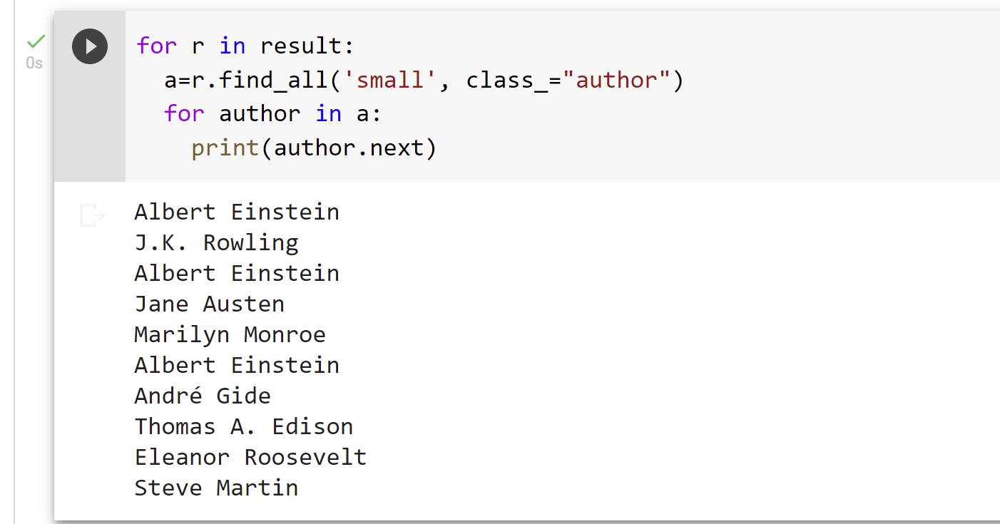 0s
for r in result:
  a=r.find_all('small', class_="author")
  for author in a:
    print(author.next)
Albert Einstein
J.K. Rowling
Albert Einstein
Jane Austen
Marilyn Monroe
Albert Einstein
André Gide
Thomas A. Edison
Eleanor Roosevelt
Steve Martin